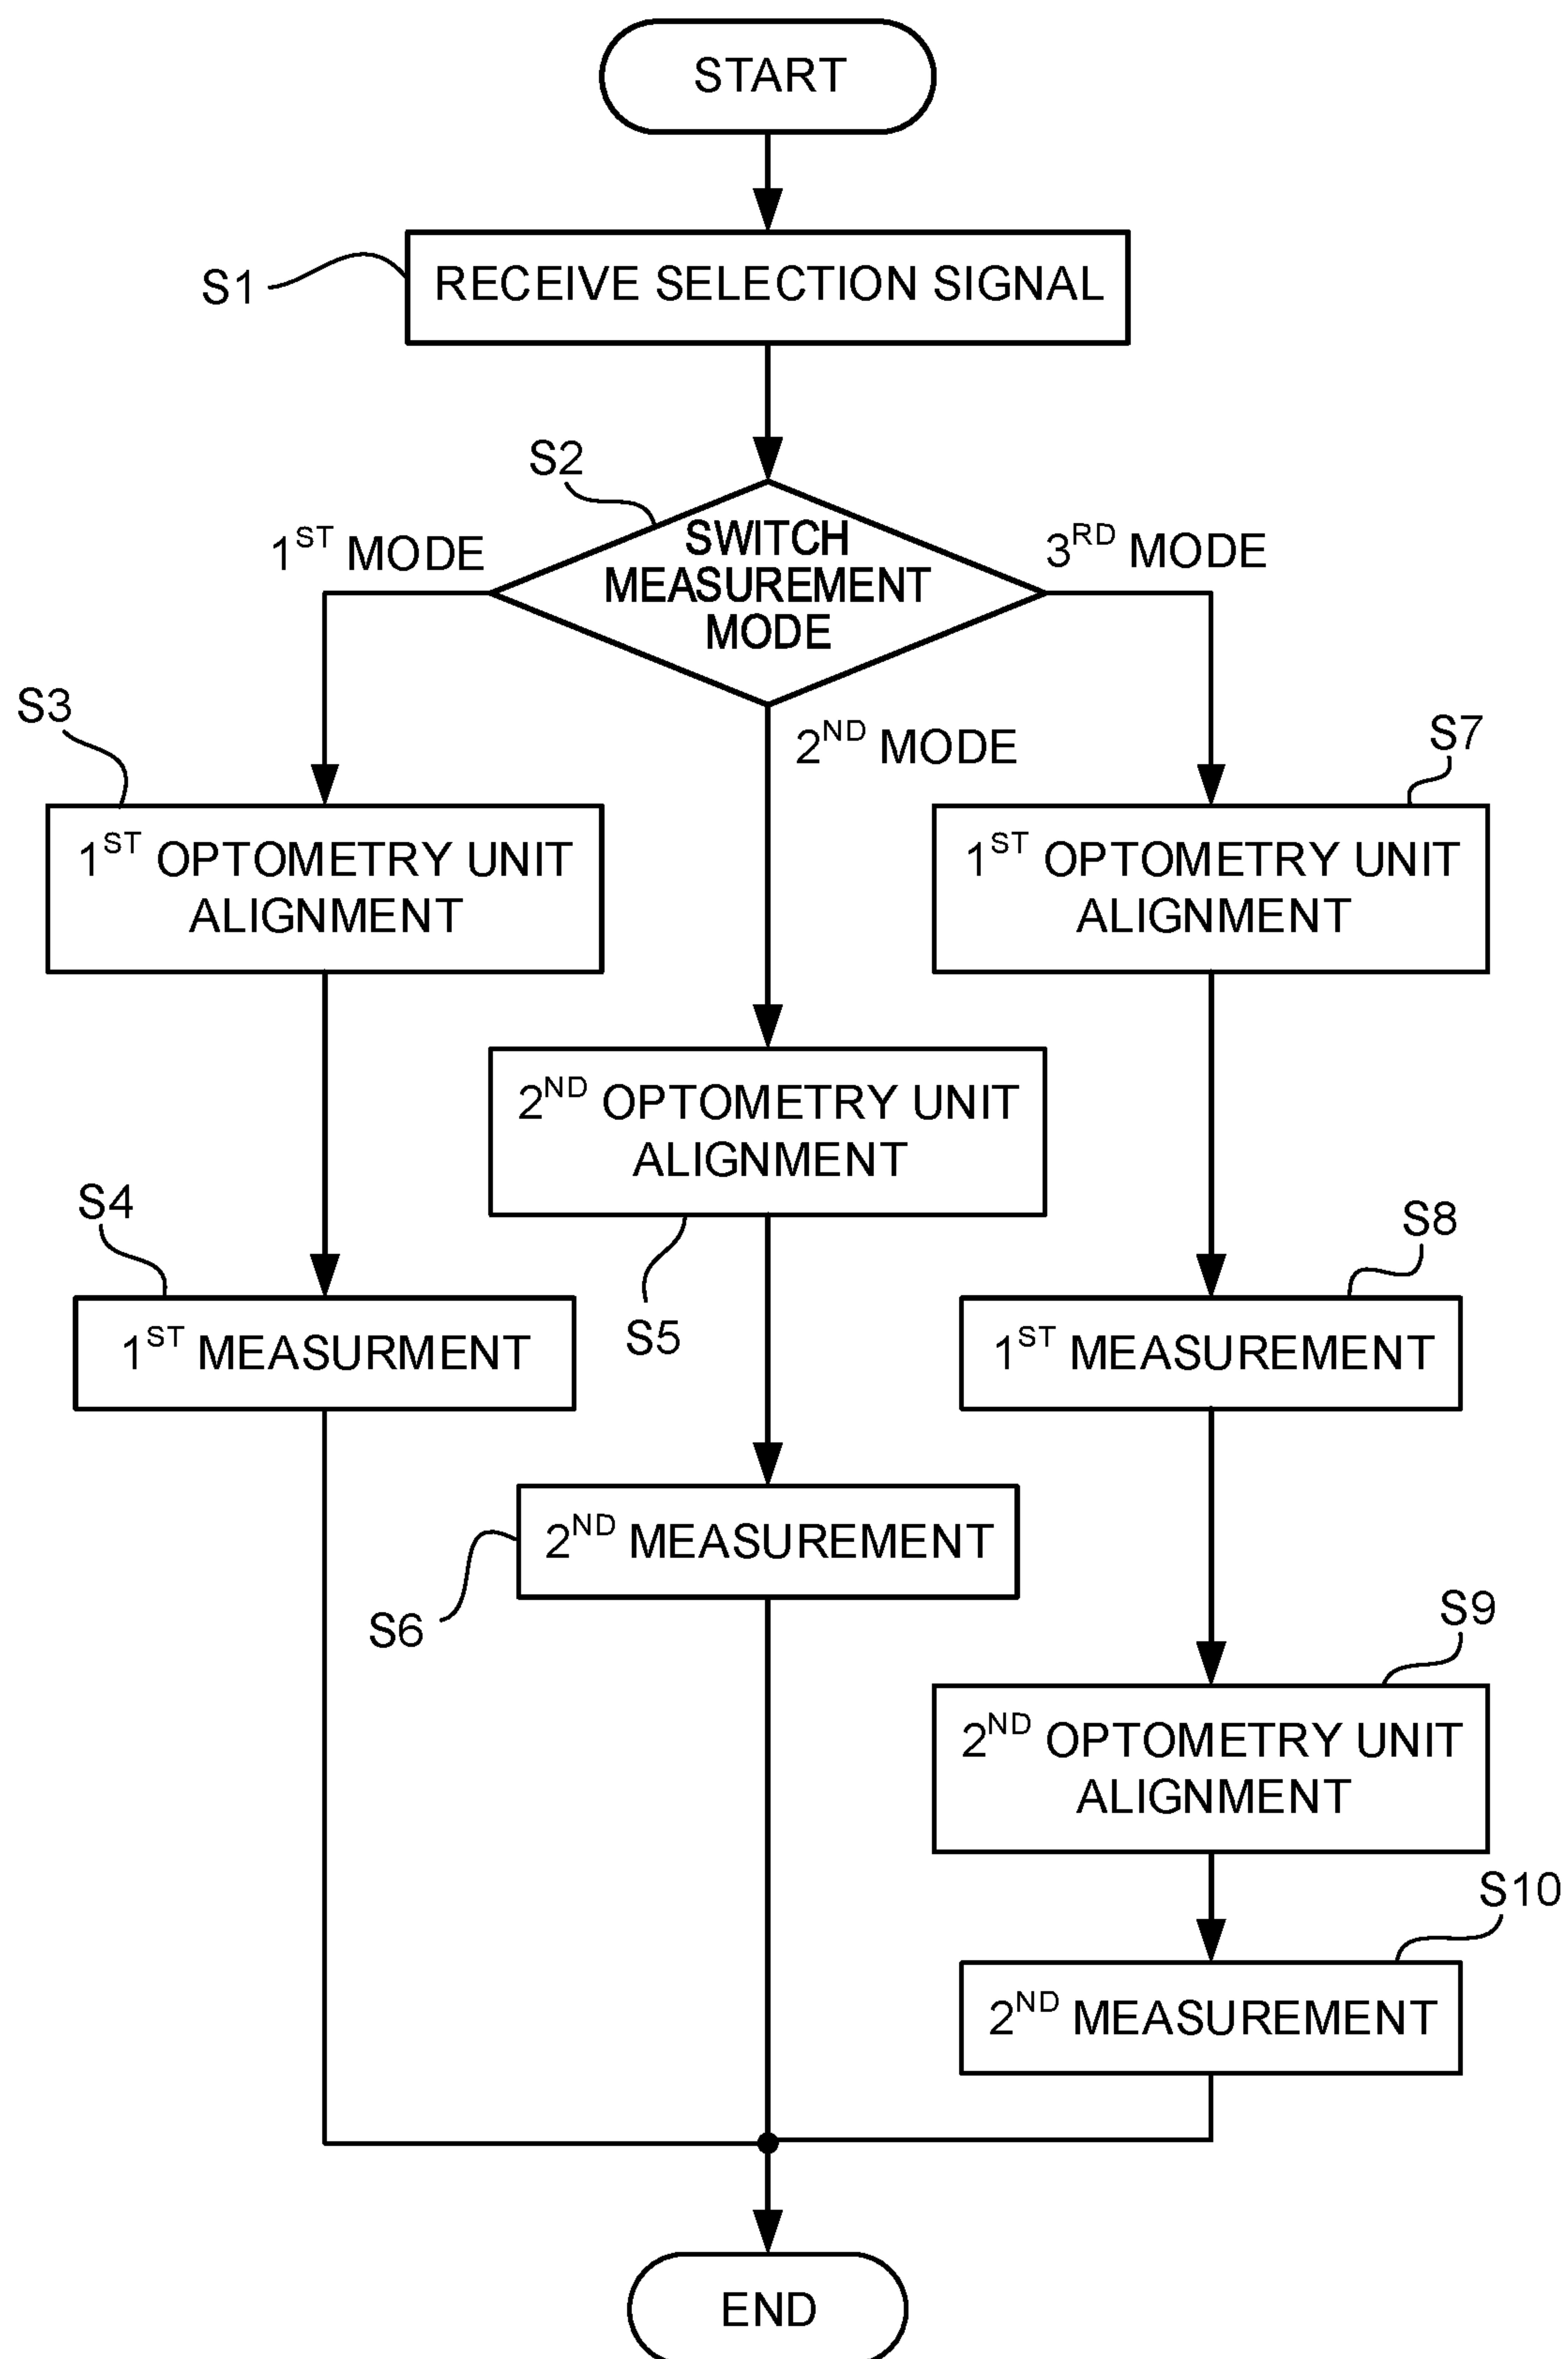 START
S1
RECEIVE SELECTION SIGNAL
S2
SWITCH
MEASUREMENT
MODE
1ST MODE
3RD MODE
2ND MODE
S3
1ST OPTOMETRY UNIT
ALIGNMENT
S7
1ST OPTOMETRY UNIT
ALIGNMENT
2ND OPTOMETRY UNIT
ALIGNMENT
S5
S4
1ST MEASURMENT
S8
1ST MEASUREMENT
2ND MEASUREMENT
S6
S9
2ND OPTOMETRY UNIT
ALIGNMENT
S10
2ND MEASUREMENT
END